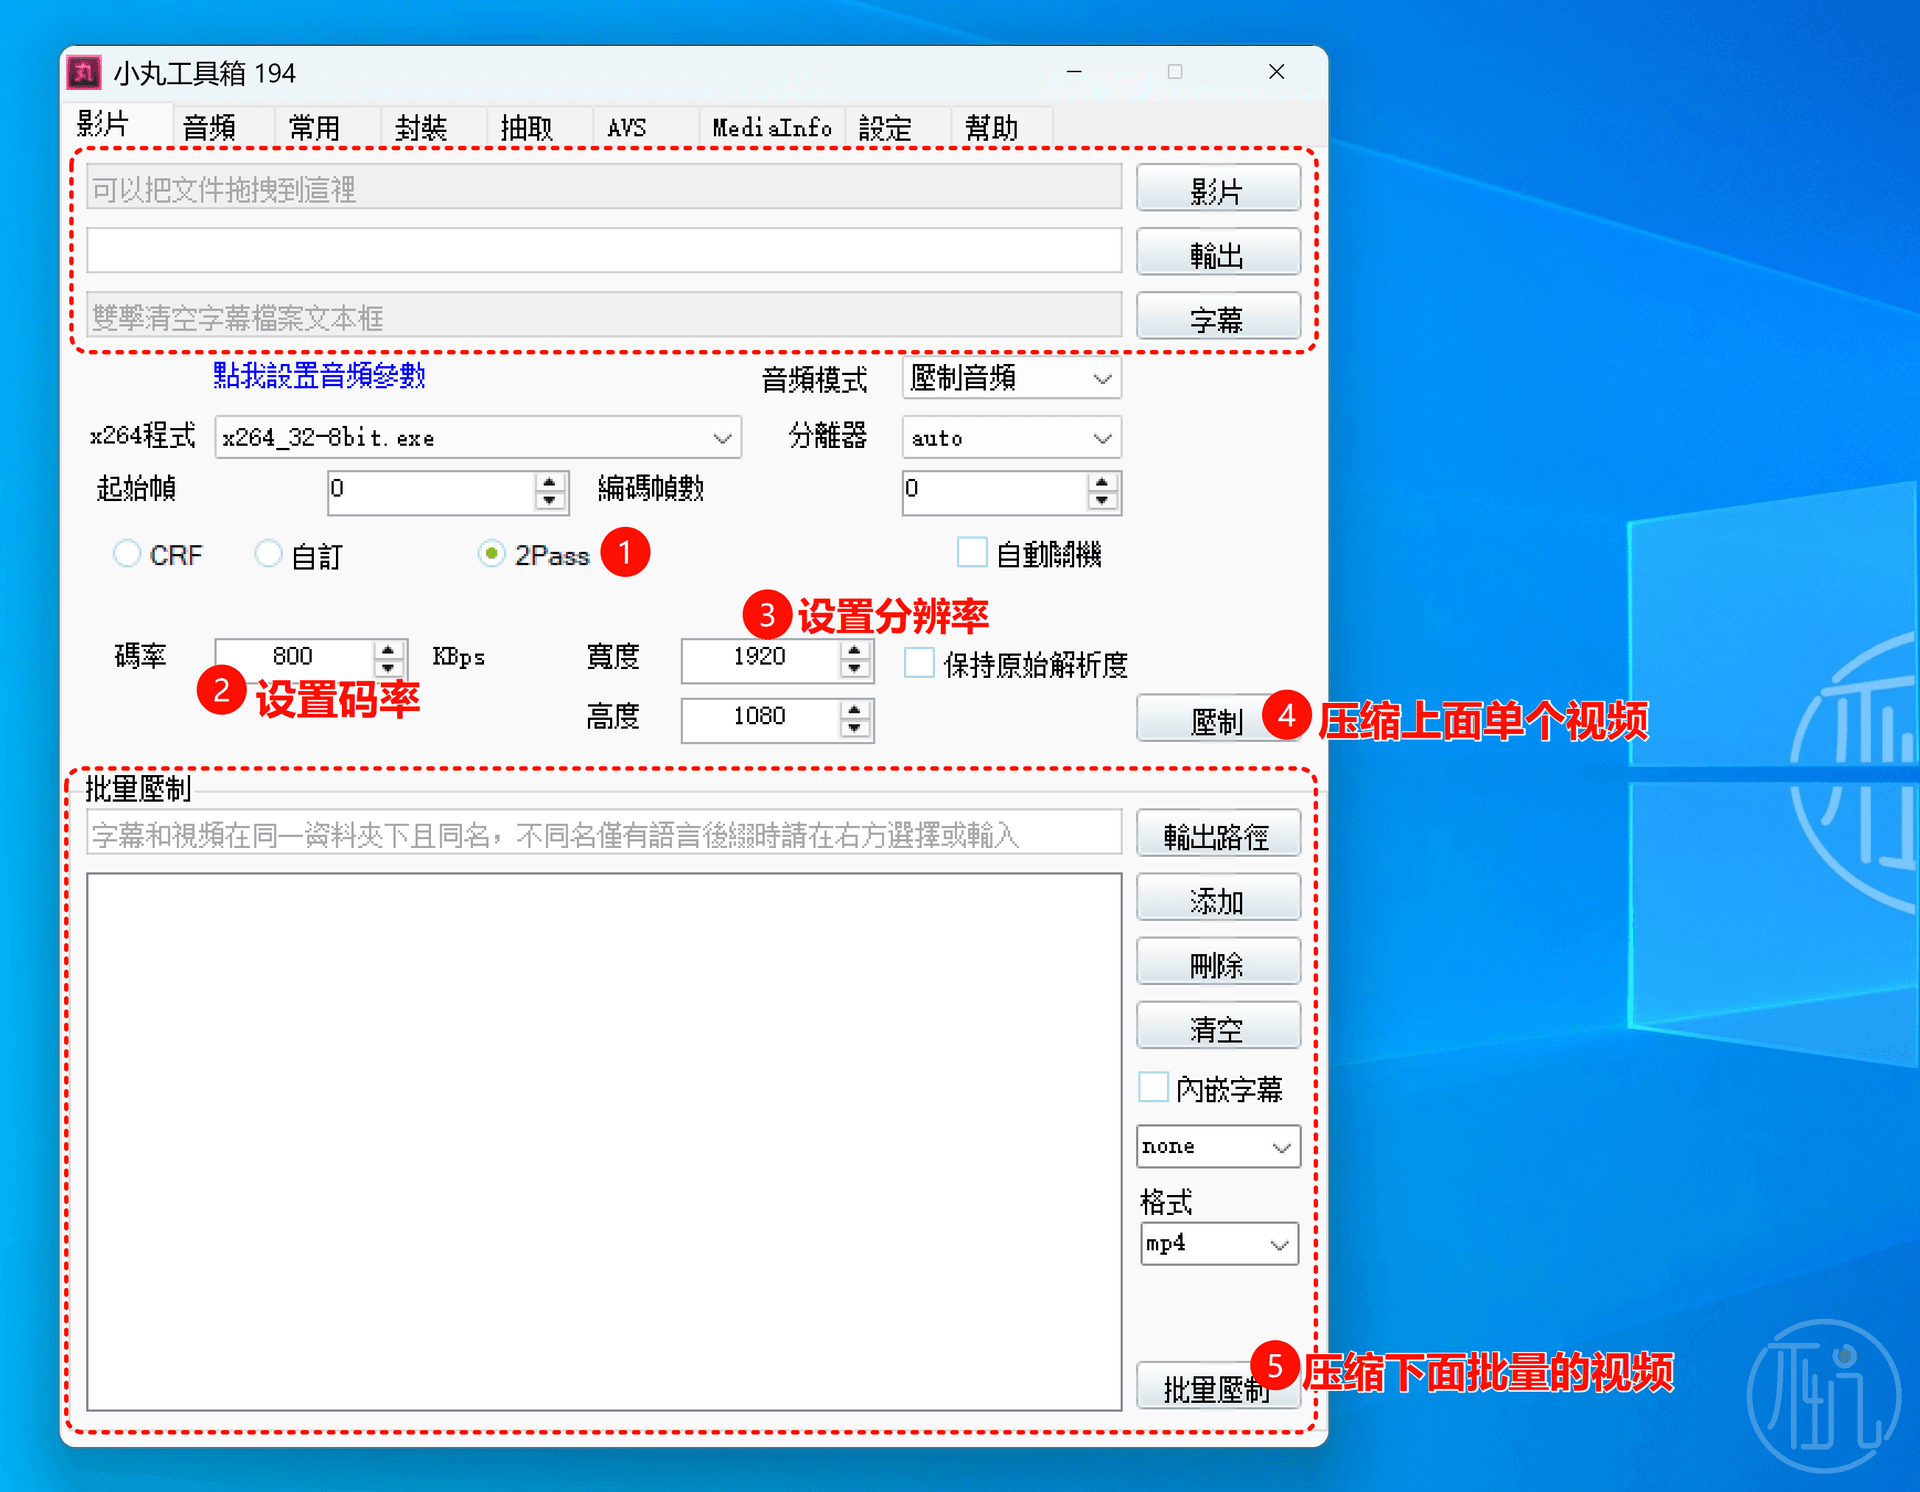 小丸工具箱 194
影片 音頻 常用 封裝 抽取 AVS MediaInfo 設定 幫助
可以把文件拖拽到這裡 影片
輸出
雙擊清空字幕檔案文本框 字幕
點我設置音頻參數 音頻模式 壓制音頻
x264程式 x264_32-8bit.exe 分離器 auto
起始幀 0 編碼幀數 0
CRF 自訂 2Pass 1 自動關機
3 设置分辨率
碼率 800 KBps 寬度 1920 保持原始解析度
2 设置码率
高度 1080 壓制 4 压缩上面单个视频
批量壓制
字幕和視頻在同一資料夾下且同名，不同名僅有語言後綴時請在右方選擇或輸入 輸出路徑
添加
刪除
清空
內嵌字幕
none
格式
mp4
批量壓制 5 压缩下面批量的视频